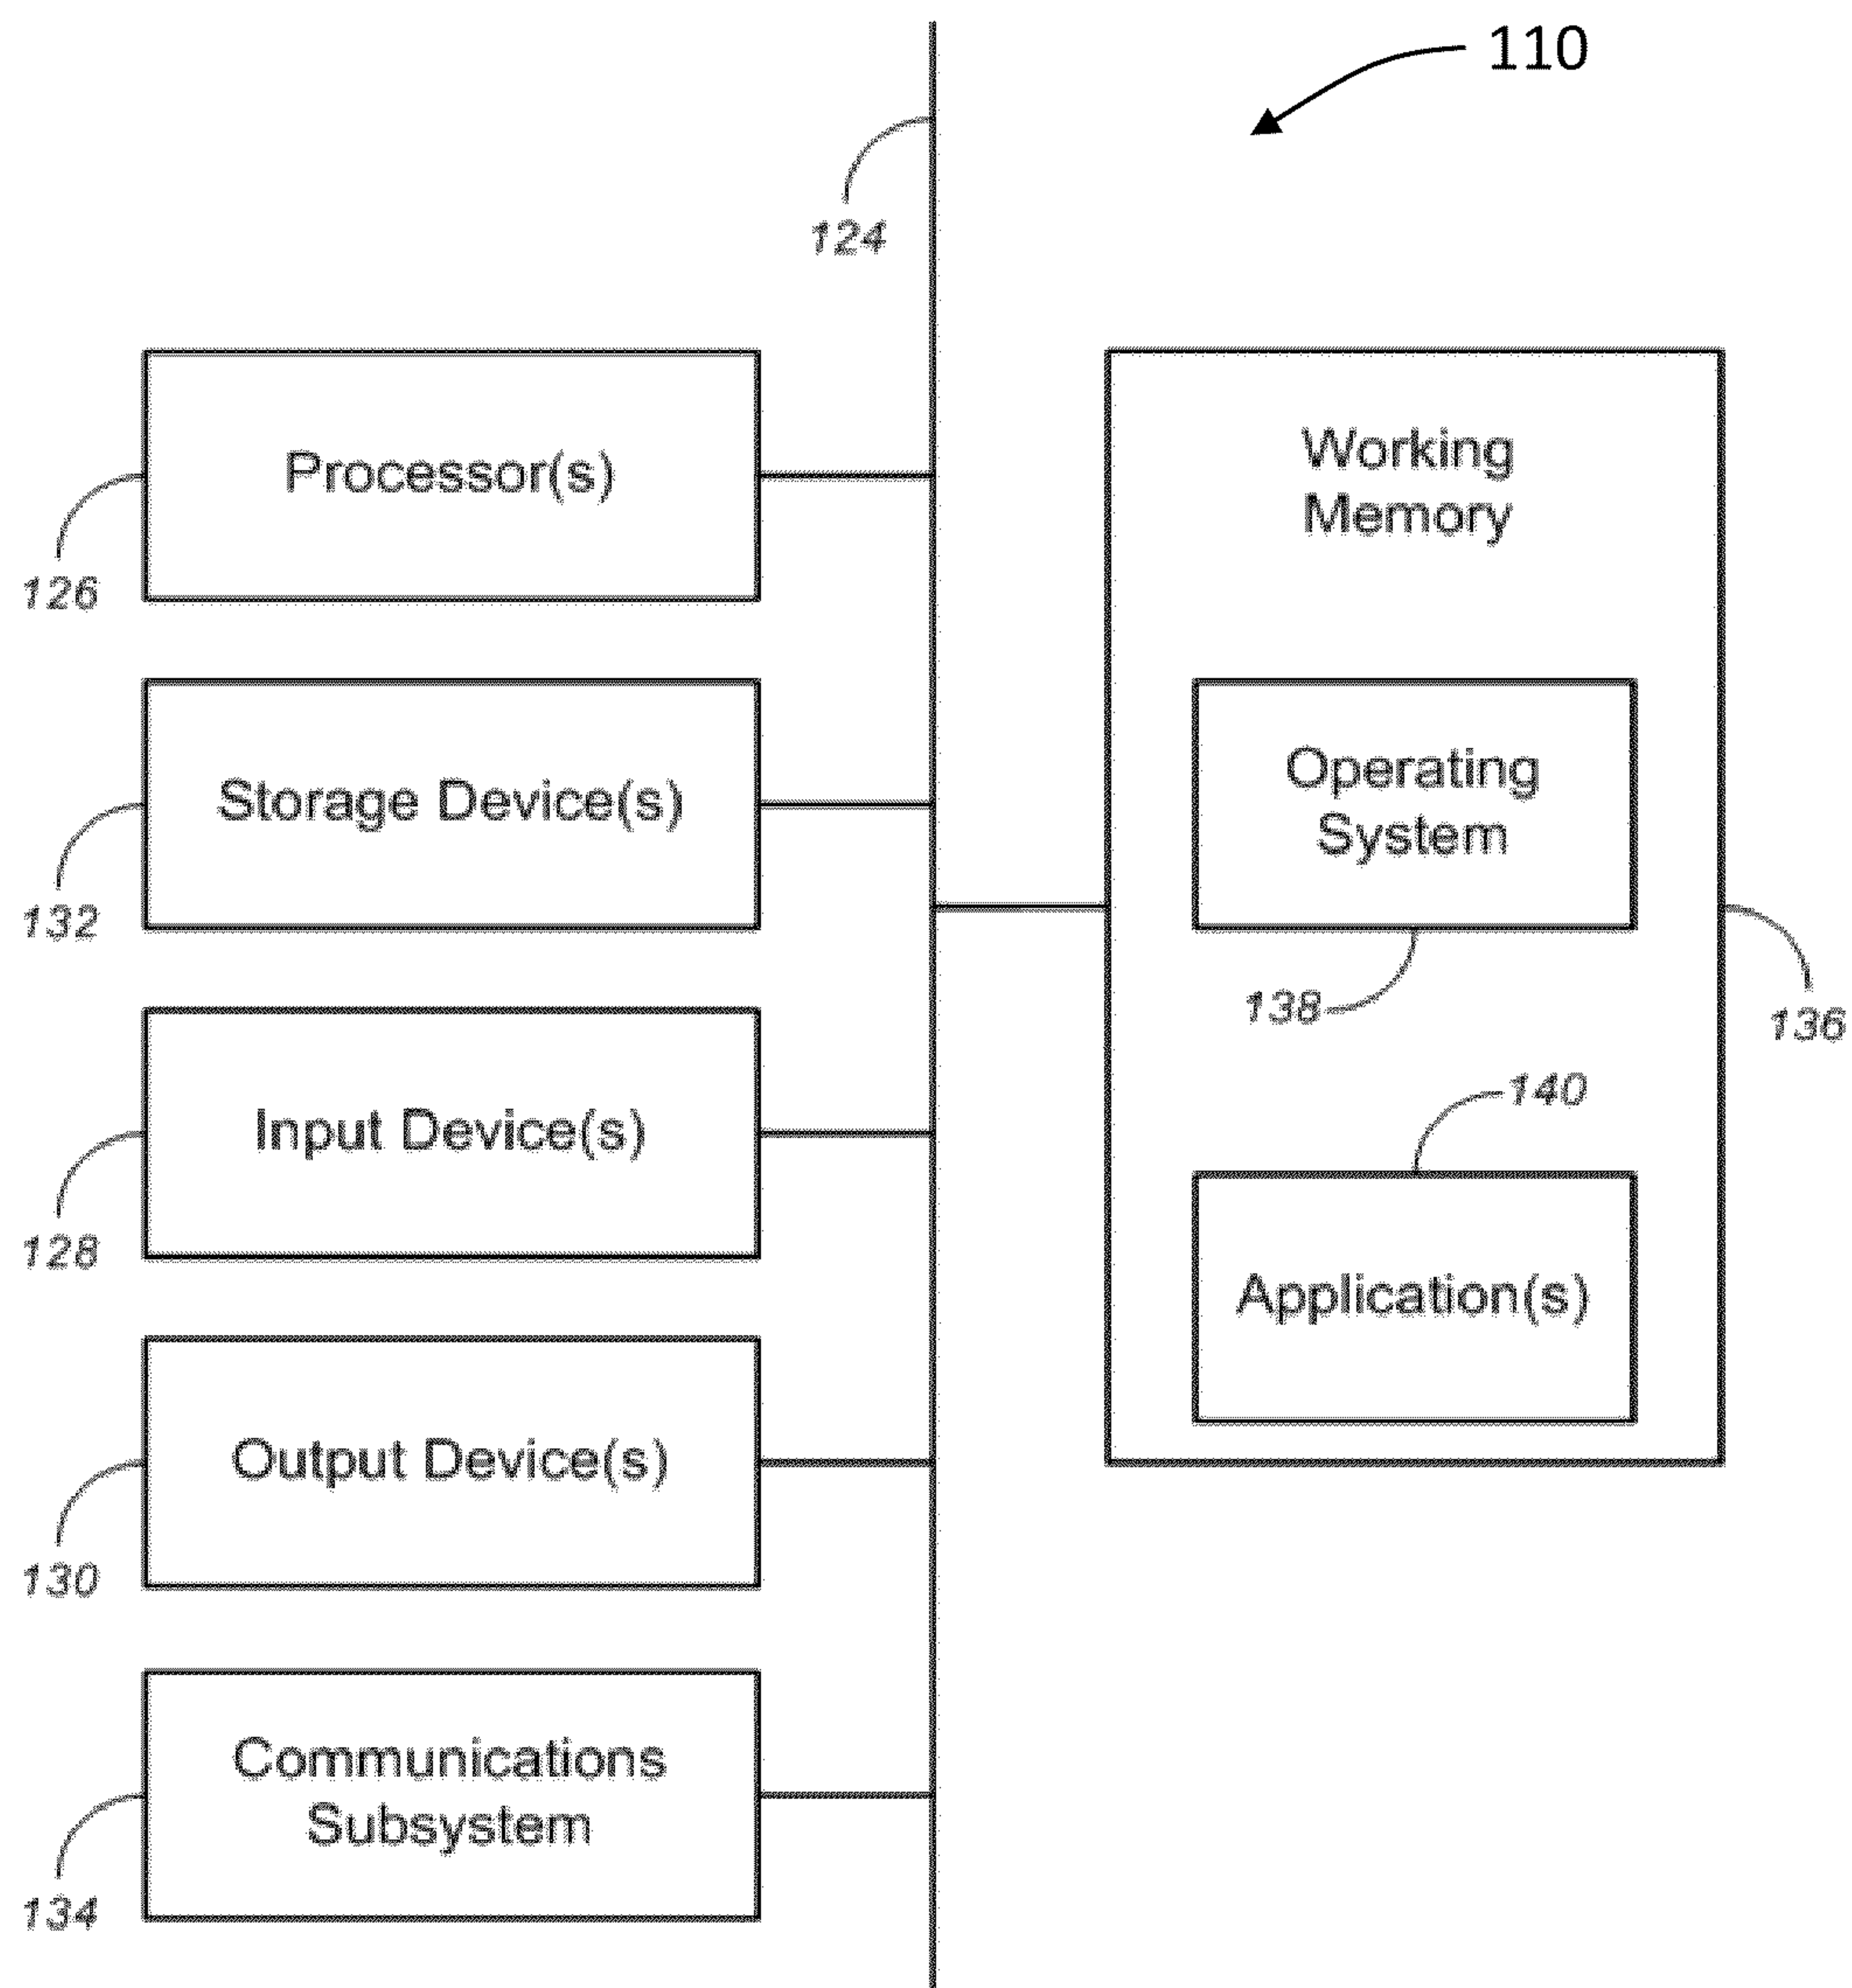 110
124
Processor(s)
126
Storage Device(s)
132
Input Device(s)
128
Output Device(s)
130
Communications
Subsystem
134
Working
Memory
Operating
System
138
136
140
Application(s)